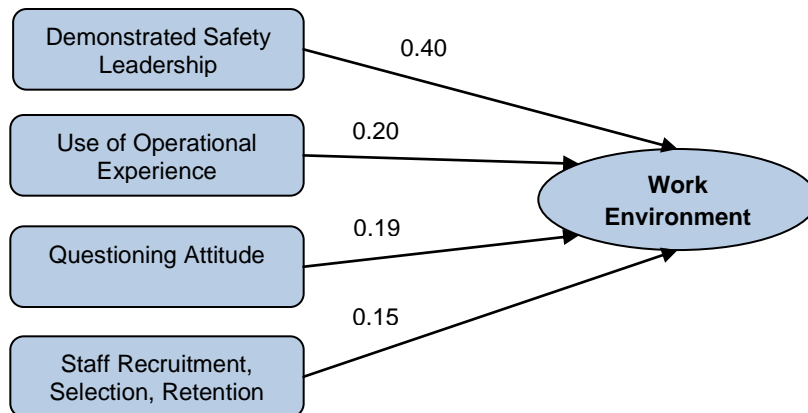 Demonstrated Safety
Leadership
0.40
Use of Operational
Experience
0.20
Work
Environment
Questioning Attitude
0.19
Staff Recruitment,
Selection, Retention
0.15